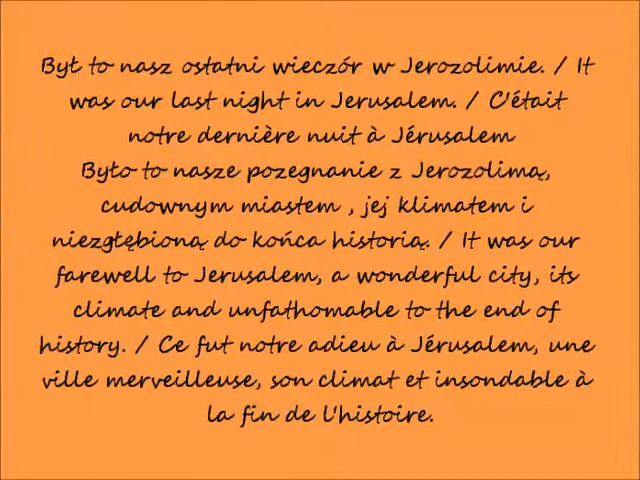 Był to nasz ostatni wieczór w Jerozolimie. / It
was our last night in Jerusalem. / C'était
notre dernière nuit à Jérusalem
Było to nasze pozegnanie z Jerozolimą,
cudownym miastem , jej klimatem i
niezgłębioną do końca historią. / It was our
farewell to Jerusalem, a wonderful city, its
climate and unfathomable to the end of
history. / Ce fut notre adieu à Jérusalem, une
ville merveilleuse, son climat et insondable à
la fin de l'histoire.